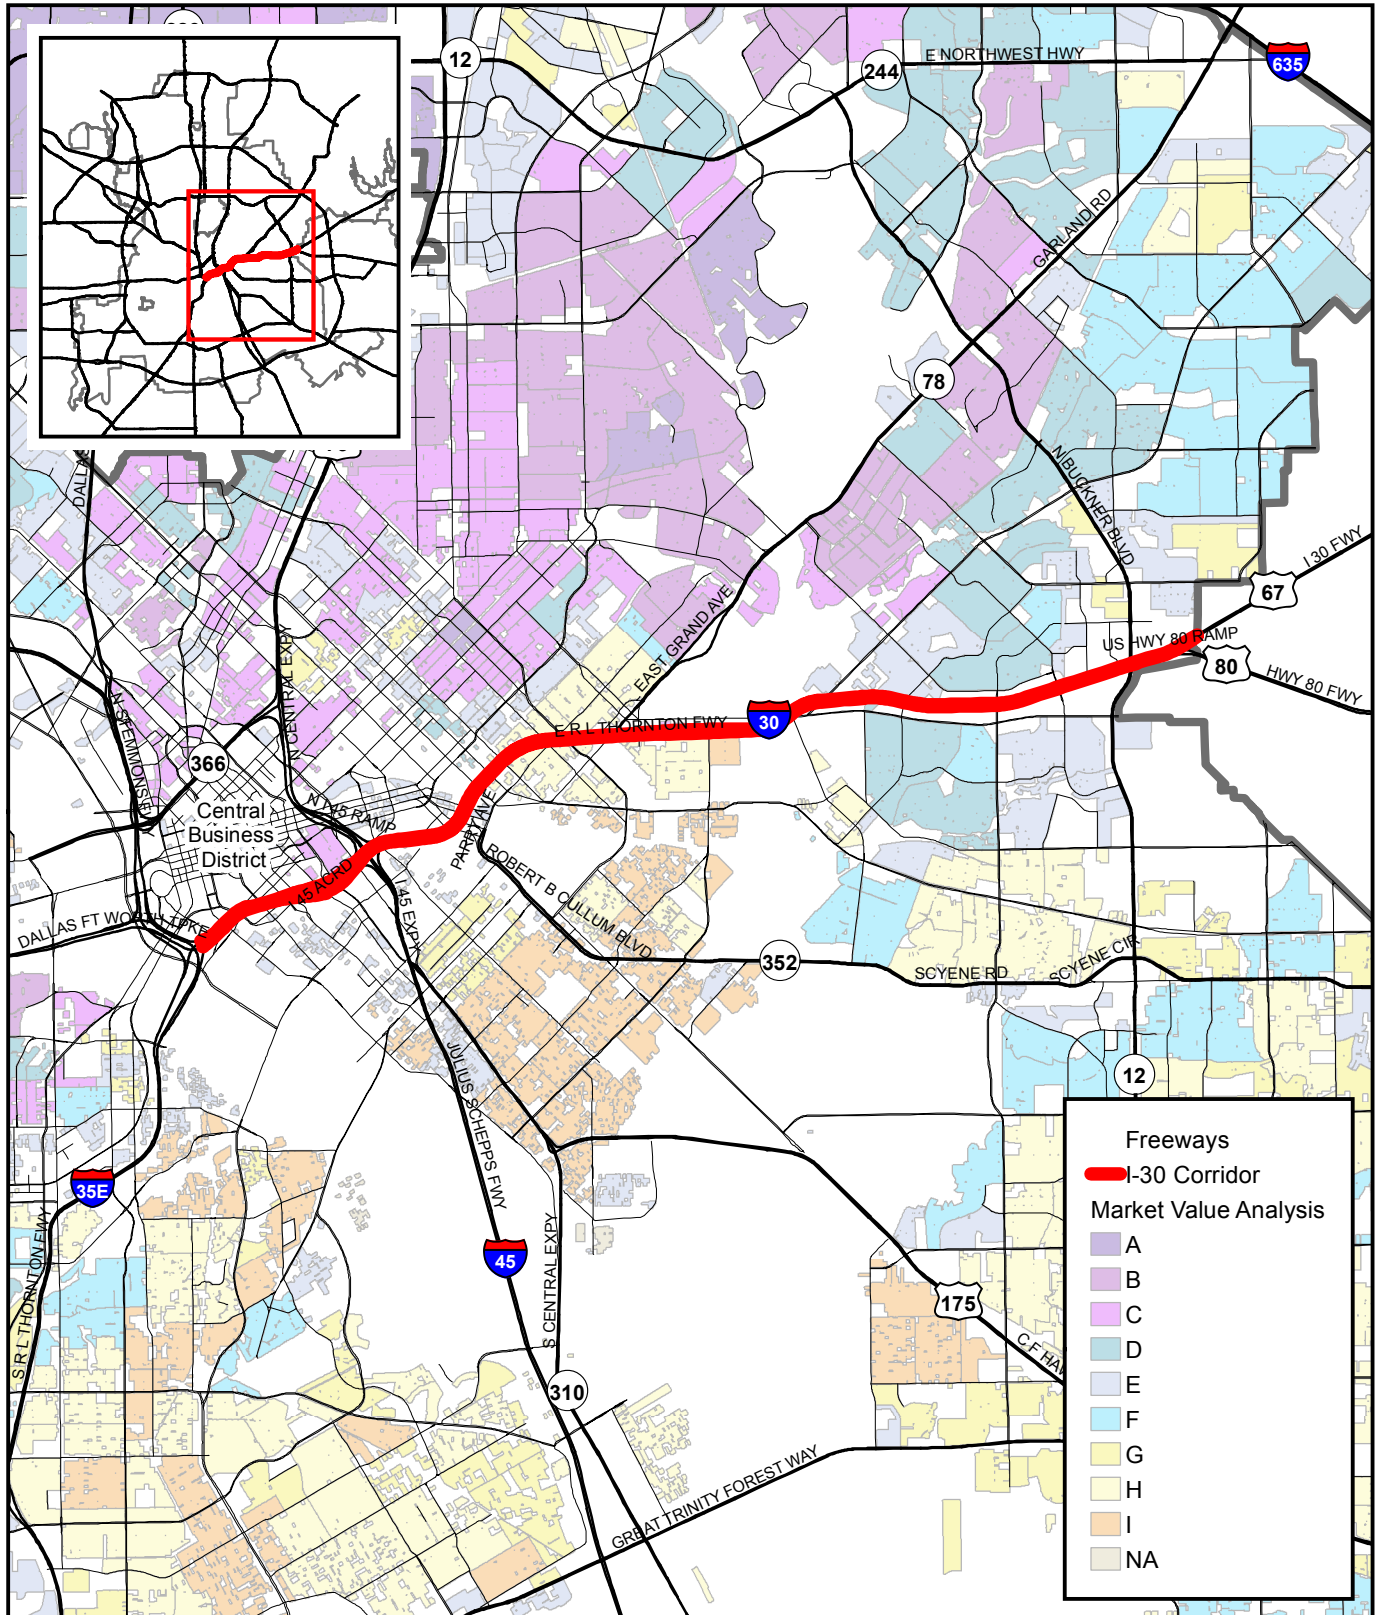 12
244
E NORTHWEST HWY
635
GARLAND RD
78
N BUCKNER BLVD
I 30 FWY
67
US HWY 80 RAMP
80
HWY 80 FWY
EAST GRAND AVE
E R L THORNTON FWY
30
N CENTRAL EXPY
366
Central
Business
District
N I 45 RAMP
PARRY AVE
I 45 ACRD
45 EXPY
ROBERT B CULLUM BLVD
DALLAS FT WORTH TPKE
352
SCYENE RD
SCYENE CIR
12
JULIUS SCHEPPS FWY
35E
S R L THORNTON FWY
45
S CENTRAL EXPY
310
175
C F HAW
GREAT TRINITY FOREST WAY
Freeways
I-30 Corridor
Market Value Analysis
A
B
C
D
E
F
G
H
I
NA